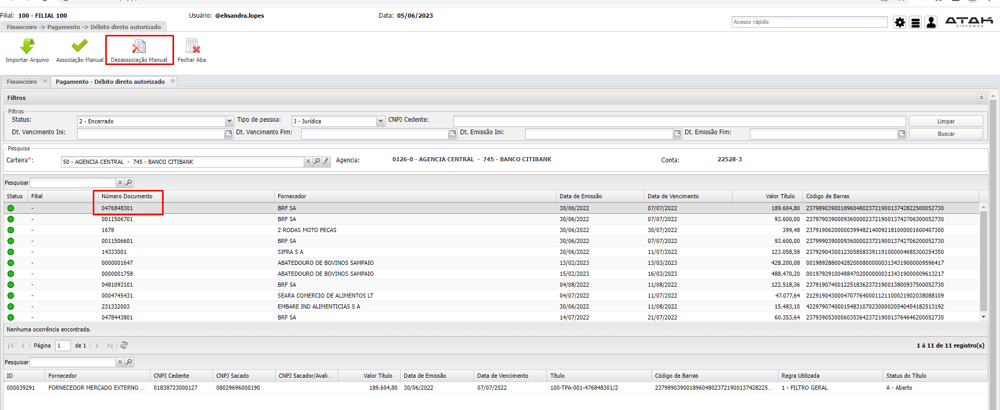 Filial: 100 - FILIAL 100 Usuário: @elisandra.lopes Data: 05/06/2023
Financeiro -> Pagamento -> Débito direto autorizado
Acesso rápido
ATAK
SISTEMAS
Importar Arquivo Associação Manual Desassociação Manual Fechar Aba
Financeiro Pagamento - Débito direto autorizado
Filtros
Filtros
Status: 2 - Encerrado Tipo de pessoa: J - Jurídica CNPJ Cedente: Limpar
Dt. Vencimento Ini: Dt. Vencimento Fim: Dt. Emissão Ini: Dt. Emissão Fim: Buscar
Pesquisa
Carteira*: 50 - AGENCIA CENTRAL - 745 - BANCO CITIBANK Agencia: 0126-0 - AGENCIA CENTRAL - 745 - BANCO CITIBANK Conta: 22528-3
Pesquisar
Status Filial Número Documento Fornecedor Data de Emissão Data de Vencimento Valor Título Código de Barras
- 0476848301 BRF SA 30/06/2022 07/07/2022 189.604,80 23798903900189604802372190013742822500052730
- 0011506701 BRF SA 30/06/2022 07/07/2022 93.600,00 23797903900093600002372190013742706300052730
- 1678 2 RODAS MOTO PECAS 30/06/2022 30/07/2022 399,48 23791906200000399482140092181000001600407300
- 0011506601 BRF SA 30/06/2022 07/07/2022 93.600,00 23799903900093600002372190013742706200052730
- 14333001 SIFRA S A 30/06/2022 11/07/2022 123.058,58 23792904300123058583391191000004685300254350
- 0000001647 ABATEDOURO DE BOVINOS SAMPAIO 13/02/2023 13/03/2023 428.200,08 00198928800428200080000003134319000009596417
- 0000001758 ABATEDOURO DE BOVINOS SAMPAIO 15/02/2023 16/03/2023 488.470,20 00197929100488470200000003134319000009613217
- 0481093101 BRF SA 04/08/2022 11/08/2022 122.518,36 23791907400122518362372190013800937500052730
- 0004745431 SEARA COMERCIO DE ALIMENTOS LT 04/07/2022 11/07/2022 47.077,64 21291904300047077640001121100021902038088109
- 231332003 EMBARE IND ALIMENTICIAS S A 30/06/2022 11/08/2022 15.483,10 42297907400015483107023000020540454182513192
- 0478443801 BRF SA 14/07/2022 21/07/2022 60.353,64 23793905300060353642372190013764646200052730
Nenhuma ocorrência encontrada.
Página 1 de 1 1 à 11 de 11 registro(s)
Pesquisar
ID Fornecedor CNPJ Cedente CNPJ Sacado CNPJ Sacador/Avali... Valor Título Data de Emissão Data de Vencimento Título Código de Barras Regra Utilizada Status do Título
000039291 FORNECEDOR MERCADO EXTERNO ... 01838723000127 08029696000190 189.604,80 30/06/2022 07/07/2022 100-TPA-001-476848301/2 237989039001896048023721900137428225... 1 - FILTRO GERAL A - Aberto